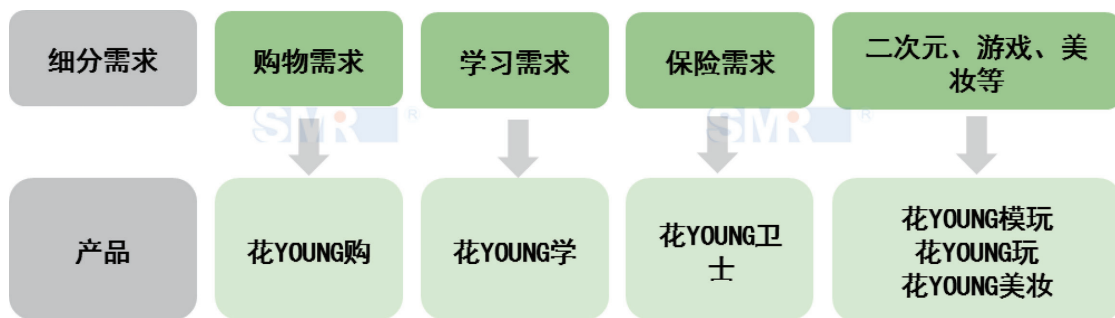 细分需求
购物需求
学习需求
保险需求
二次元、游戏、美
妆等
SMR®
SMR®
产品
花YOUNG购
花YOUNG学
花YOUNG卫
士
花YOUNG模玩
花YOUNG玩
花YOUNG美妆